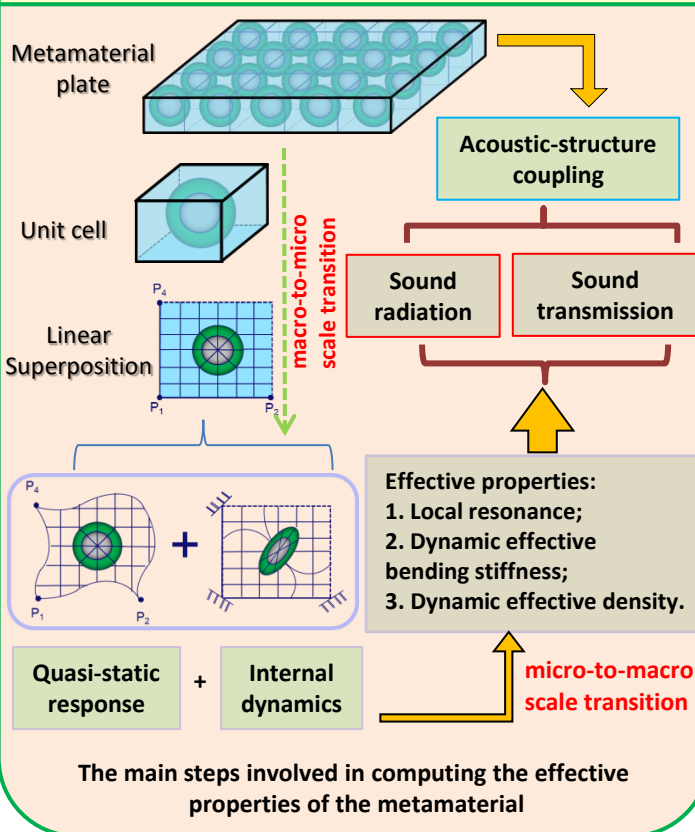 Metamaterial
plate
Acoustic-structure
coupling
Unit cell
macro-to-micro
scale transition
Sound
radiation
Sound
transmission
P4
Linear
Superposition
P1
P2
P4
P1
P2
+
Effective properties:
1. Local resonance;
2. Dynamic effective
bending stiffness;
3. Dynamic effective density.
Quasi-static
response
+
Internal
dynamics
micro-to-macro
scale transition
The main steps involved in computing the effective
properties of the metamaterial